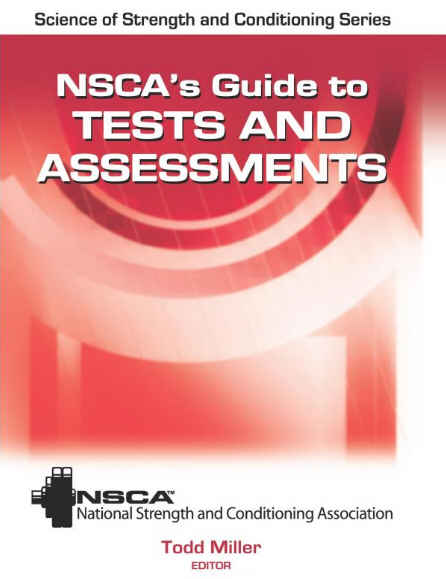 Science of Strength and Conditioning Series
NSCA's Guide to
TESTS AND
ASSESSMENTS
NSCA™
National Strength and Conditioning Association
Todd Miller
EDITOR